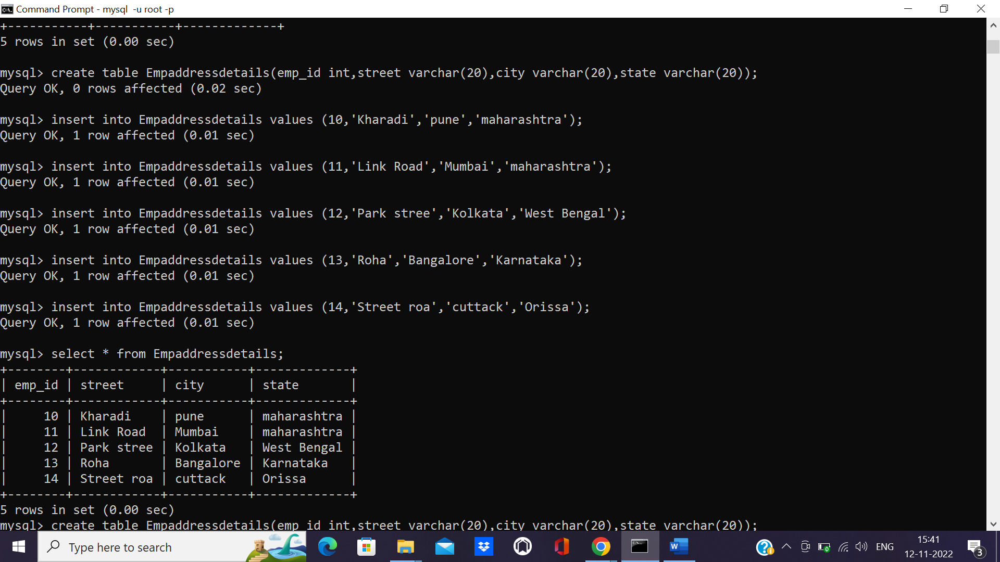 Command Prompt - mysql  -u root -p
+-----------+-----------+-------------+
5 rows in set (0.00 sec)
mysql> create table Empaddressdetails(emp_id int,street varchar(20),city varchar(20),state varchar(20));
Query OK, 0 rows affected (0.02 sec)
mysql> insert into Empaddressdetails values (10,'Kharadi','pune','maharashtra');
Query OK, 1 row affected (0.01 sec)
mysql> insert into Empaddressdetails values (11,'Link Road','Mumbai','maharashtra');
Query OK, 1 row affected (0.01 sec)
mysql> insert into Empaddressdetails values (12,'Park stree','Kolkata','West Bengal');
Query OK, 1 row affected (0.01 sec)
mysql> insert into Empaddressdetails values (13,'Roha','Bangalore','Karnataka');
Query OK, 1 row affected (0.01 sec)
mysql> insert into Empaddressdetails values (14,'Street roa','cuttack','Orissa');
Query OK, 1 row affected (0.01 sec)
mysql> select * from Empaddressdetails;
+--------+------------+-----------+-------------+
| emp_id | street     | city      | state       |
+--------+------------+-----------+-------------+
|     10 | Kharadi    | pune      | maharashtra |
|     11 | Link Road  | Mumbai    | maharashtra |
|     12 | Park stree | Kolkata   | West Bengal |
|     13 | Roha       | Bangalore | Karnataka   |
|     14 | Street roa | cuttack   | Orissa      |
+--------+------------+-----------+-------------+
5 rows in set (0.00 sec)
mysql> create table Empaddressdetails(emp_id int,street varchar(20),city varchar(20),state varchar(20));
Type here to search
ENG
15:41
12-11-2022
3